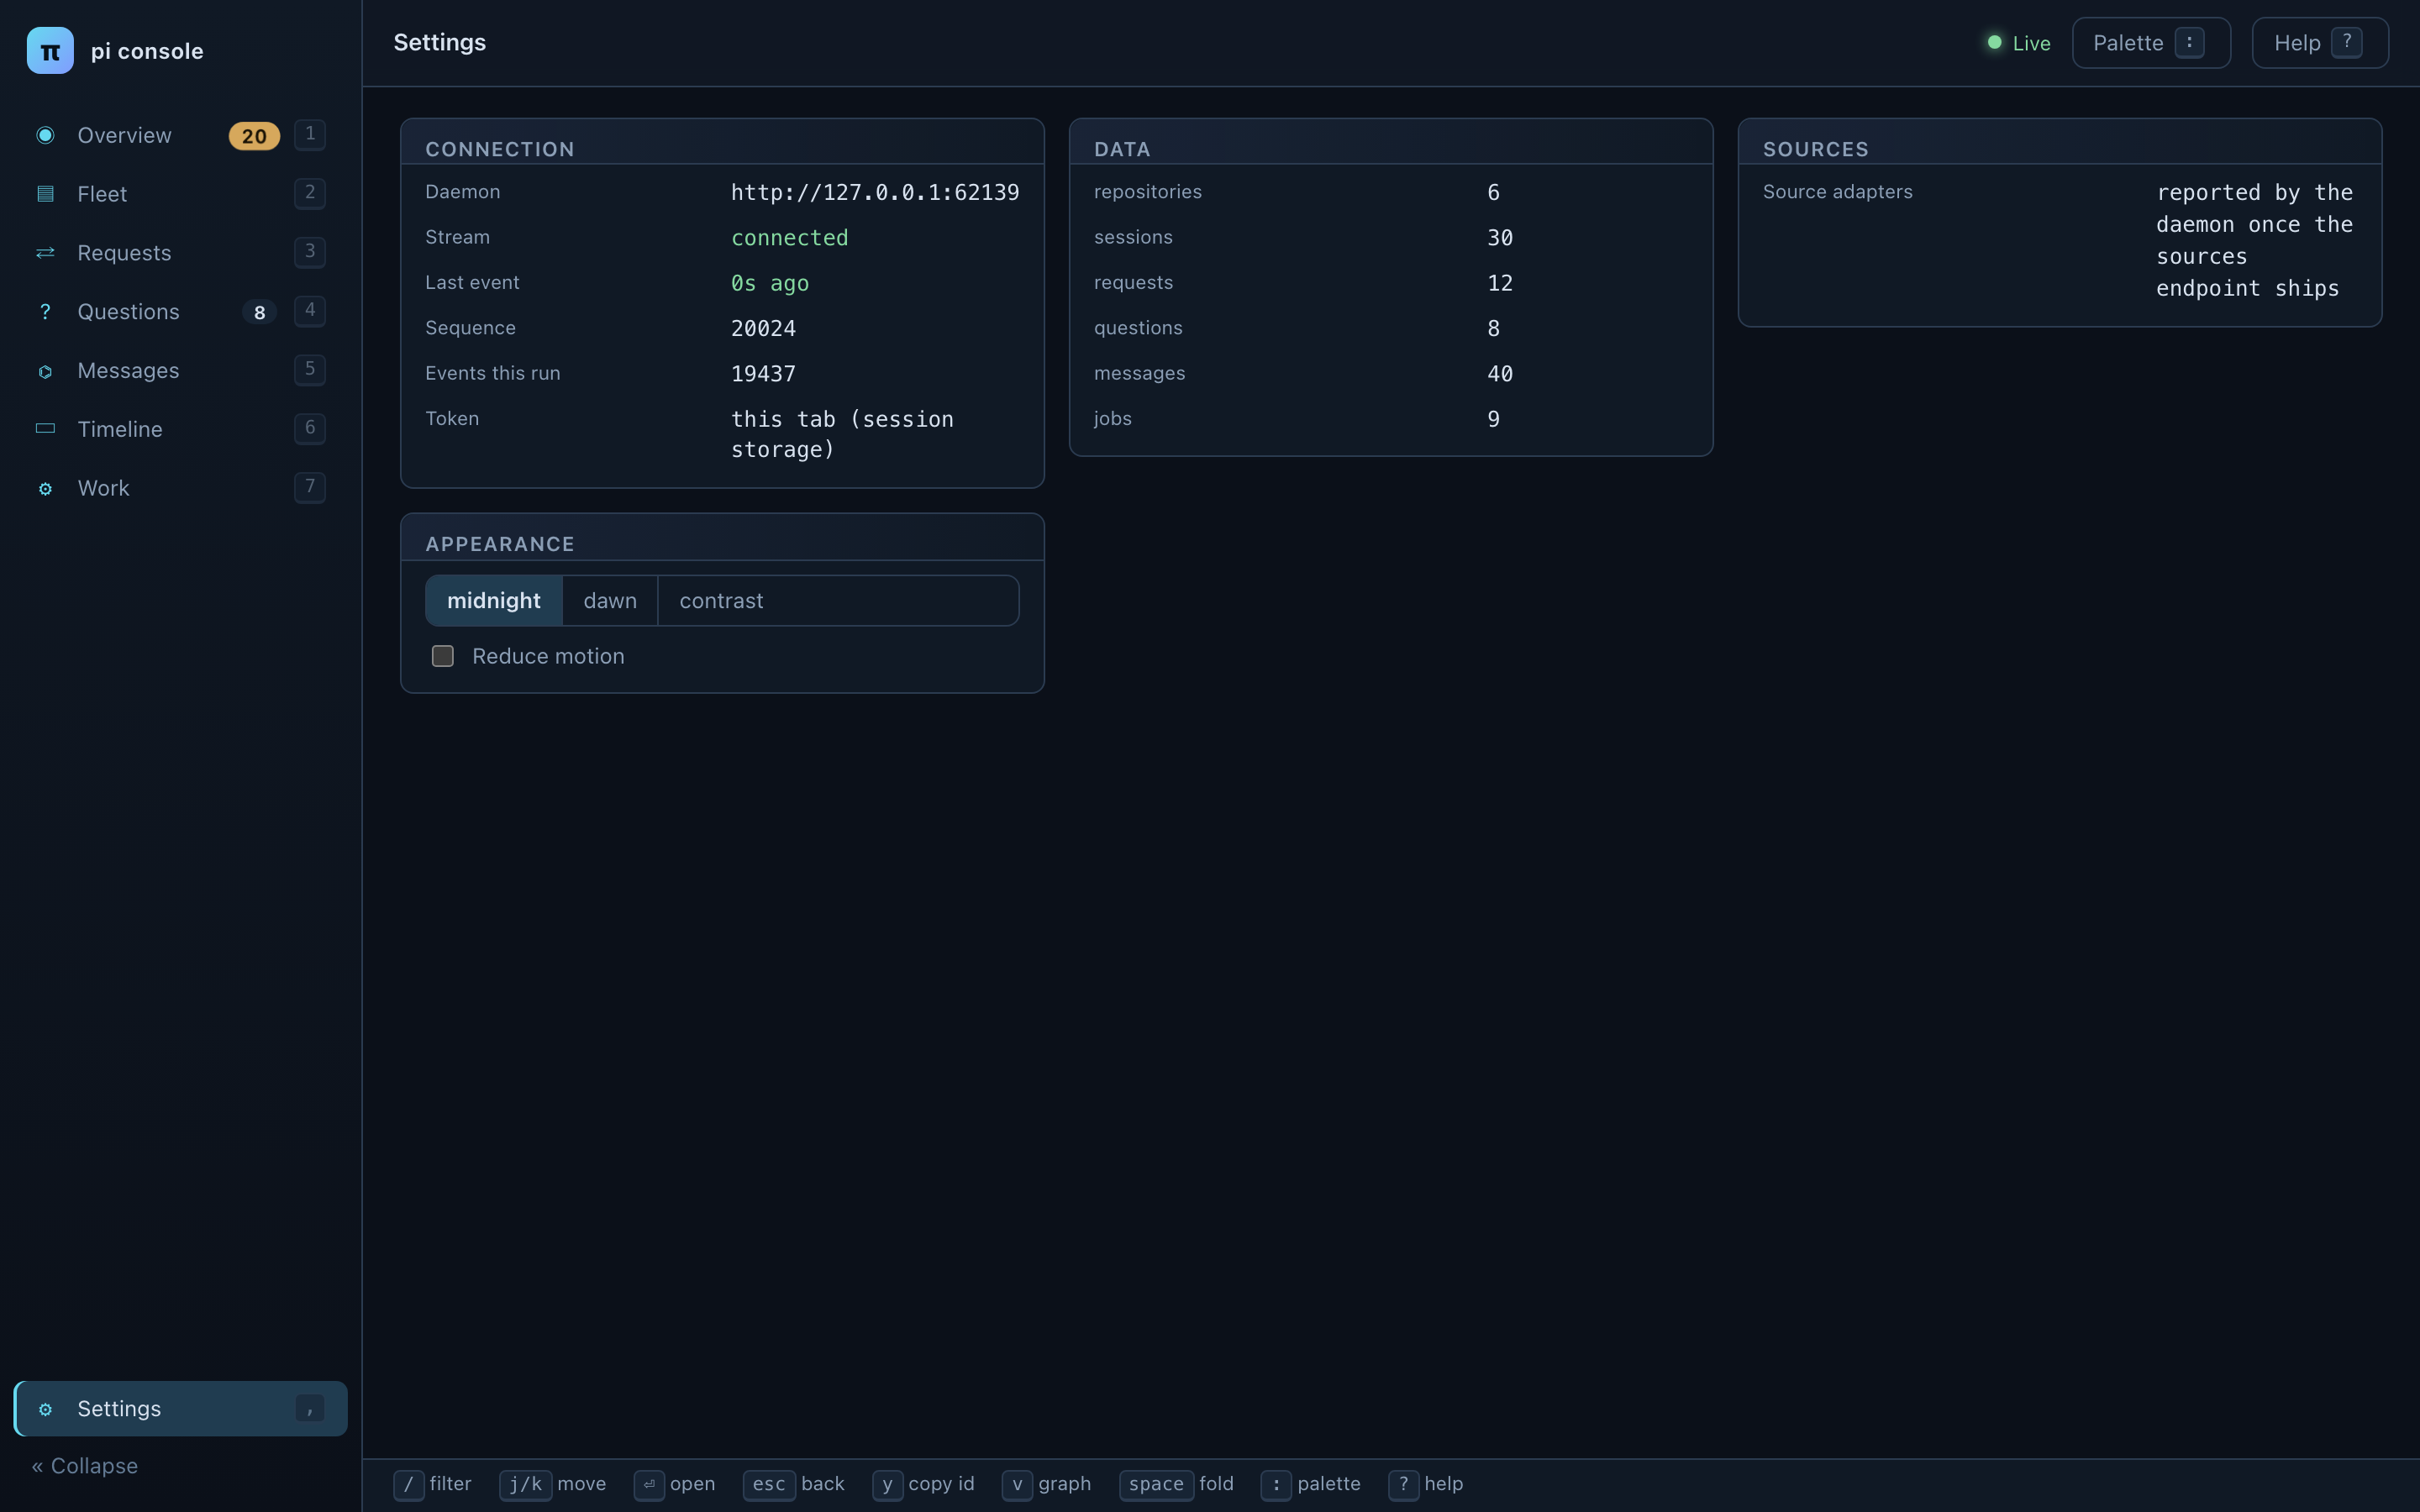 π pi console
Overview 20 1
Fleet 2
Requests 3
? Questions 8 4
Messages 5
Timeline 6
Work 7
Settings ,
« Collapse
Settings
Live
Palette :
Help ?
CONNECTION
Daemon http://127.0.0.1:62139
Stream connected
Last event 0s ago
Sequence 20024
Events this run 19437
Token this tab (session
storage)
DATA
repositories 6
sessions 30
requests 12
questions 8
messages 40
jobs 9
SOURCES
Source adapters reported by the
daemon once the
sources
endpoint ships
APPEARANCE
midnight dawn contrast
Reduce motion
/ filter j/k move ⏎ open esc back y copy id v graph space fold : palette ? help